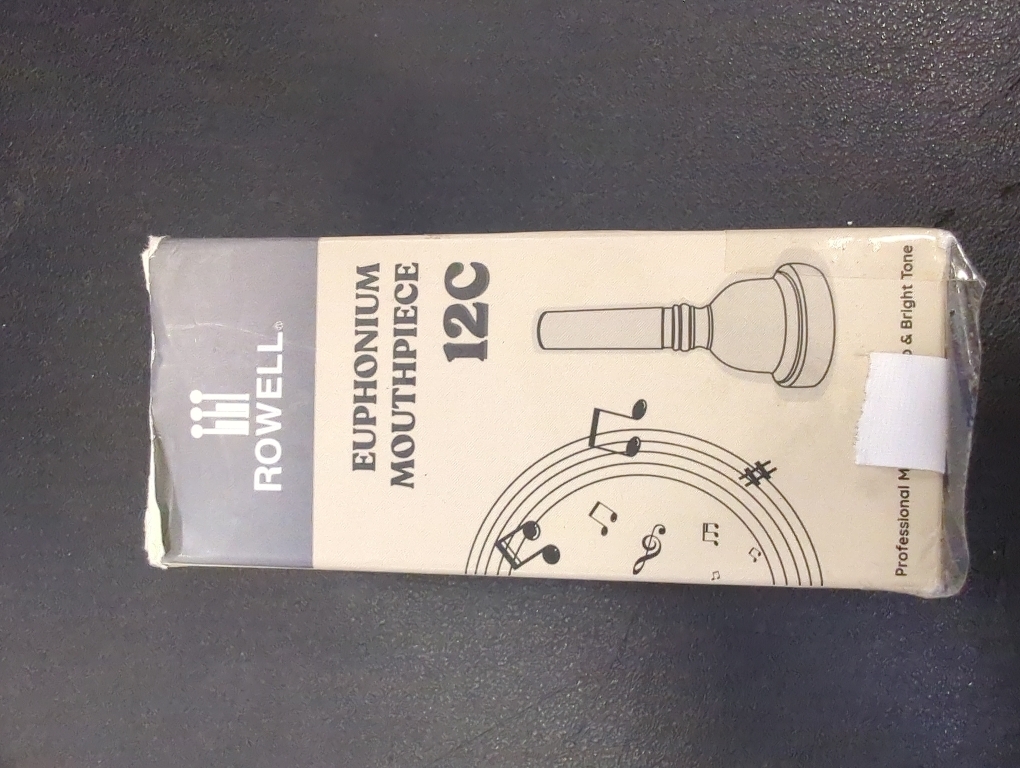 ROWELL®
EUPHONIUM
MOUTHPIECE
12C
Professional & Bright Tone